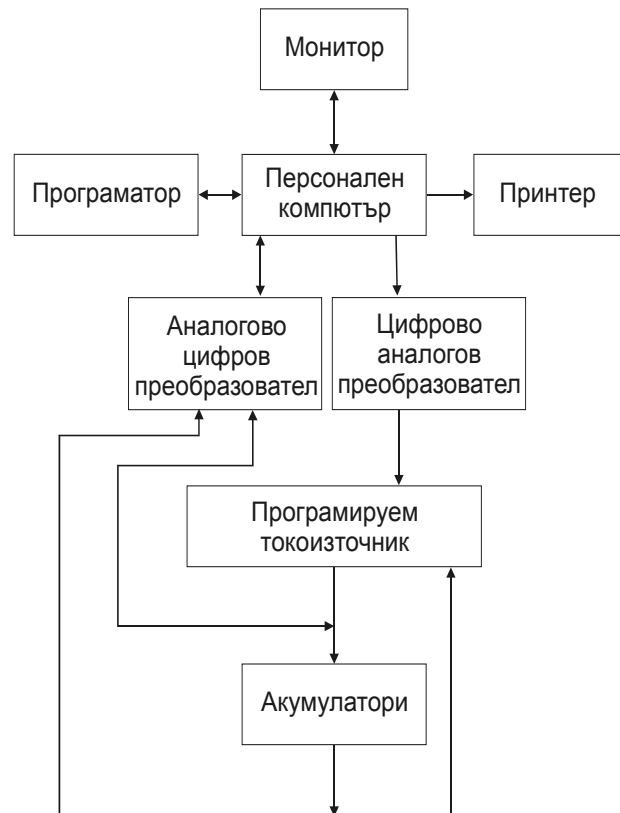 Монитор
Програматор
Персонален
компютър
Принтер
Аналогово
цифров
преобразовател
Цифрово
аналогов
преобразовател
Програмируем
токоизточник
Акумулатори